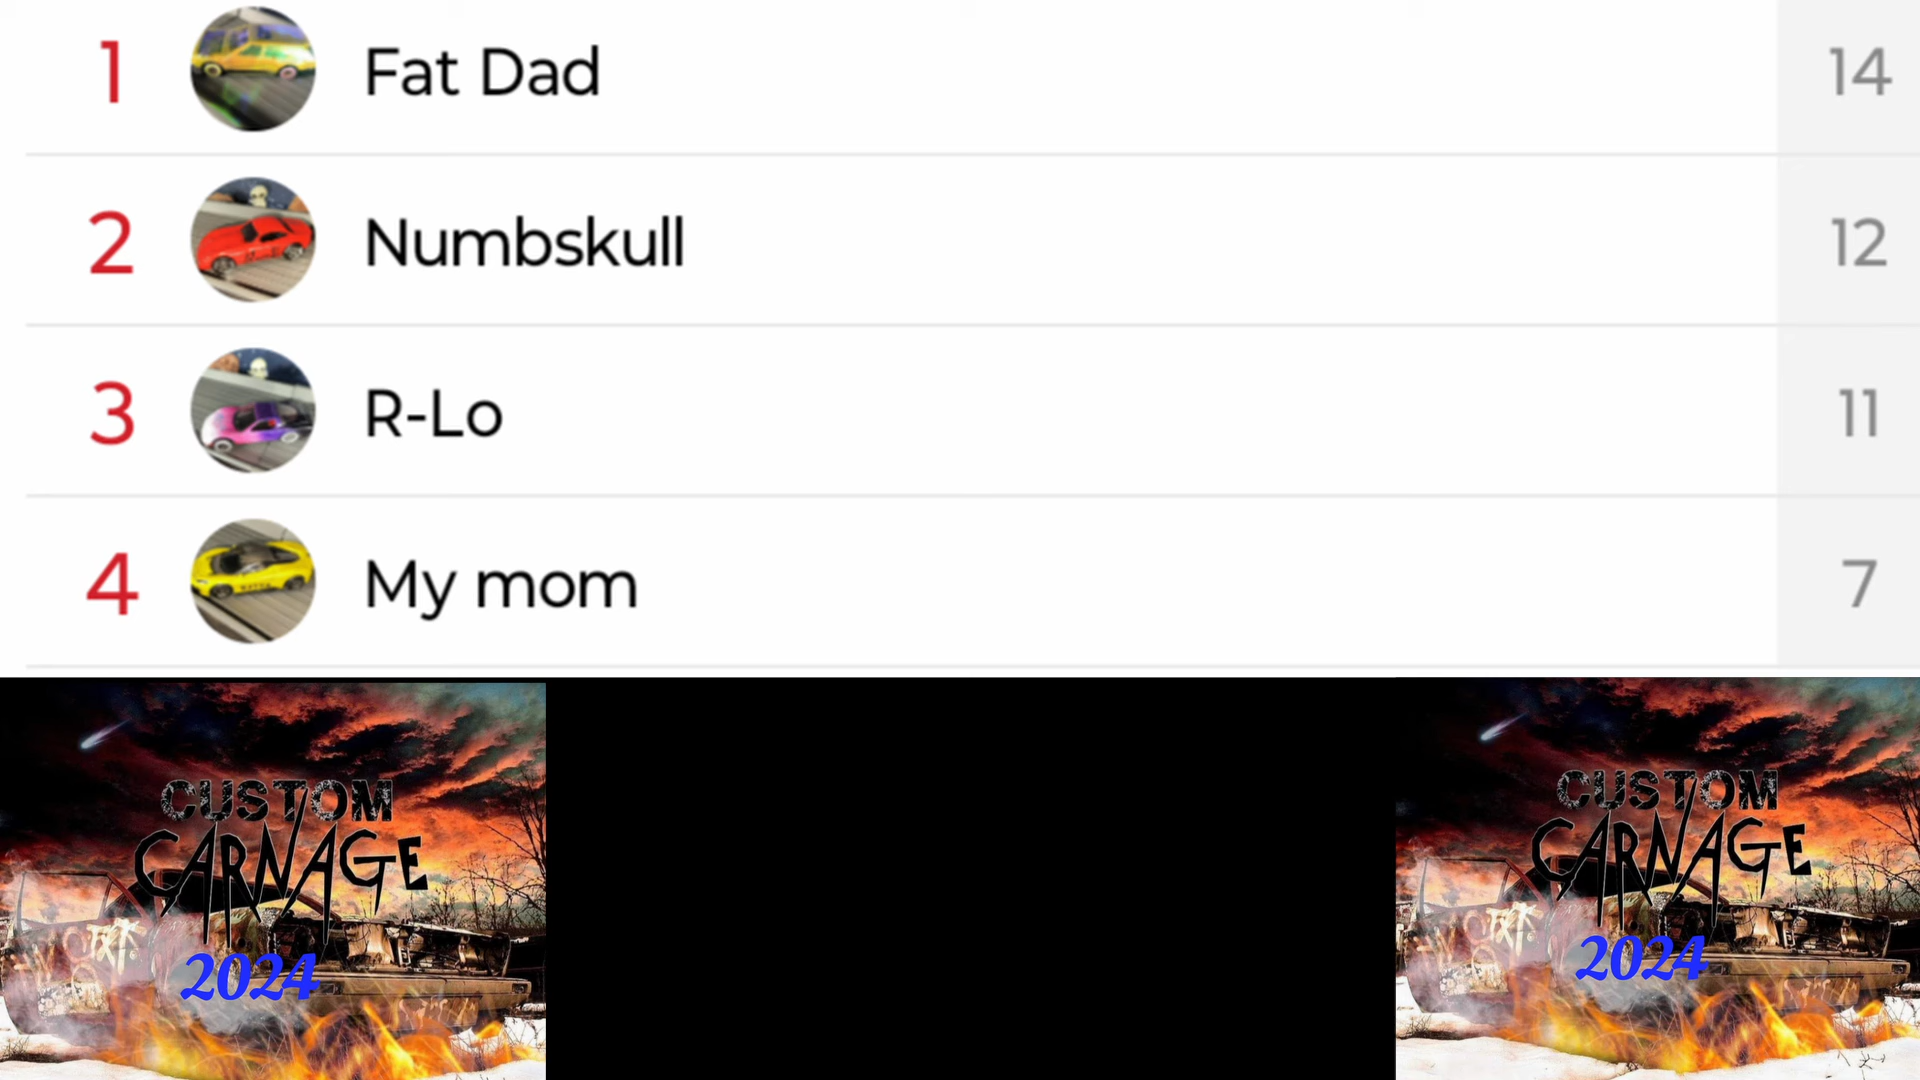 1 Fat Dad 14
2 Numbskull 12
3 R-Lo 11
4 My mom 7
CUSTOM
CARNAGE
2024
CUSTOM
CARNAGE
2024